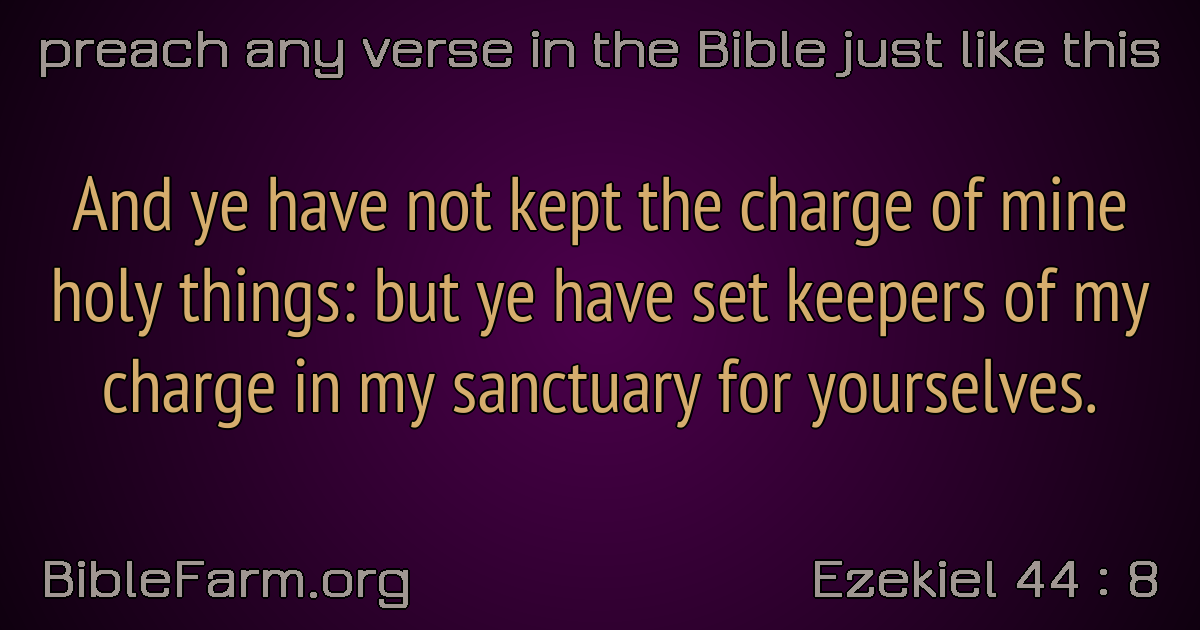 preach any verse in the Bible just like this
And ye have not kept the charge of mine
holy things: but ye have set keepers of my
charge in my sanctuary for yourselves.
BibleFarm.org
Ezekiel 44 : 8